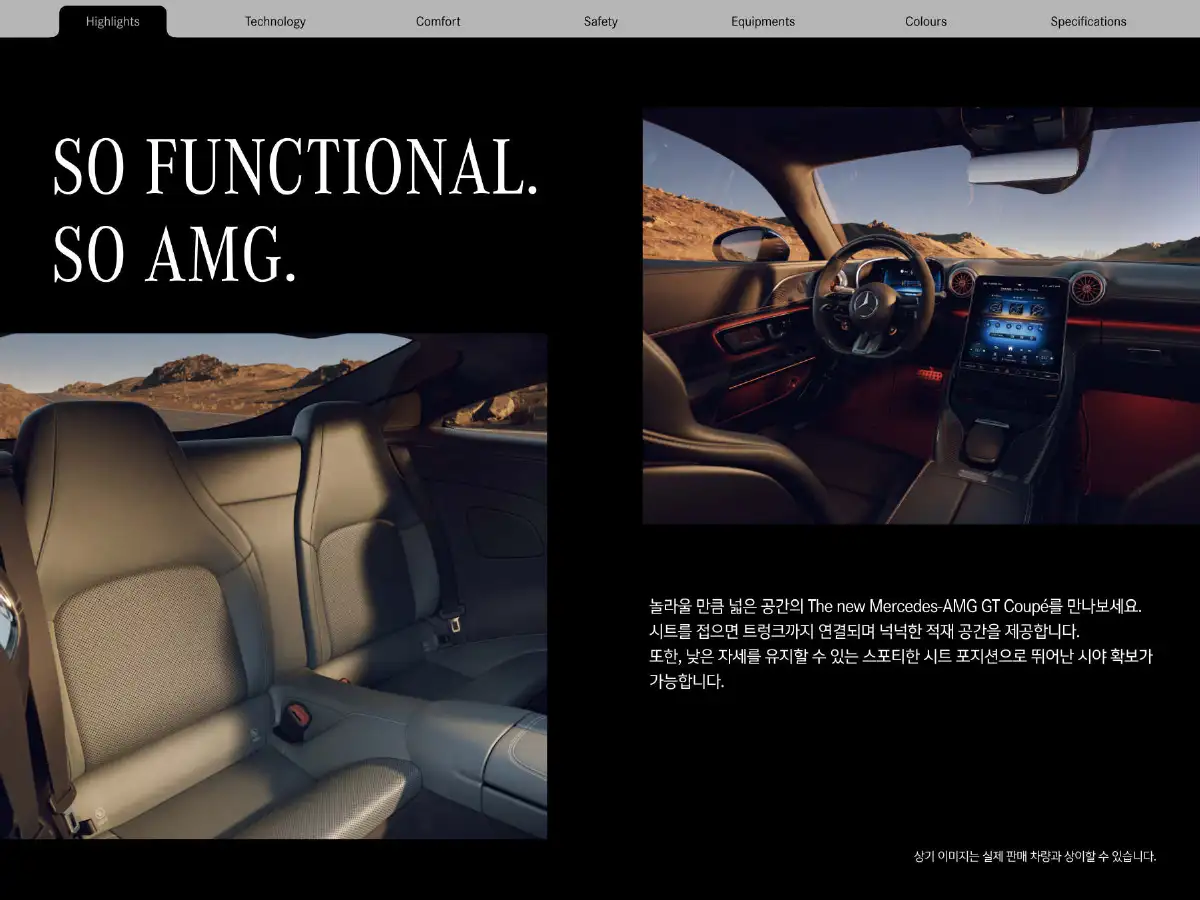 Highlights
Technology
Comfort
Safety
Equipments
Colours
Specifications
SO FUNCTIONAL.
SO AMG.
놀라울 만큼 넓은 공간의 The new Mercedes-AMG GT Coupé를 만나보세요.
시트를 접으면 트렁크까지 연결되며 넉넉한 적재 공간을 제공합니다.
또한, 낮은 자세를 유지할 수 있는 스포티한 시트 포지션으로 뛰어난 시야 확보가
가능합니다.
상기 이미지는 실제 판매 차량과 상이할 수 있습니다.